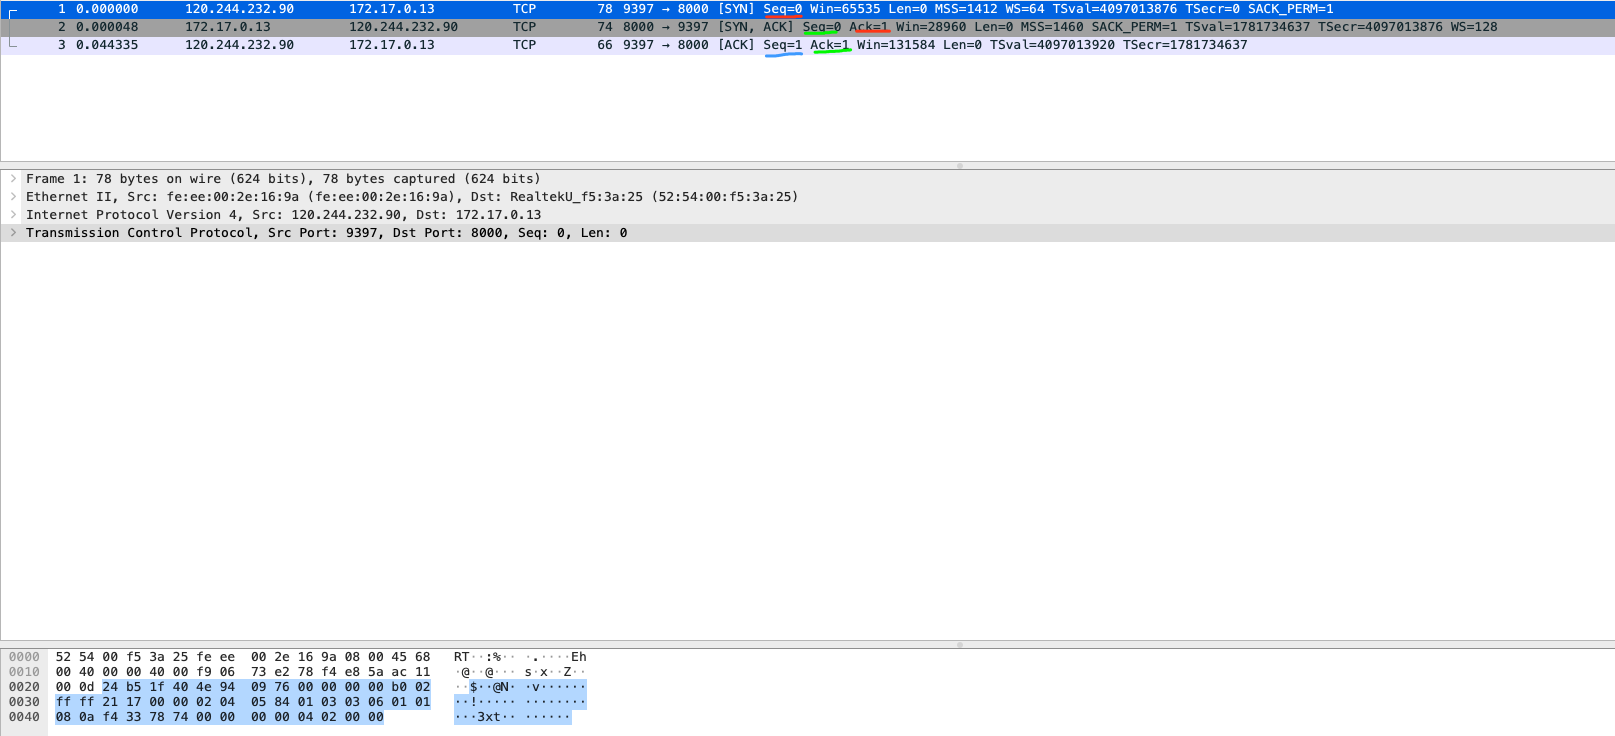 1 0.000000 120.244.232.90 172.17.0.13 TCP 78 9397 → 8000 [SYN] Seq=0 Win=65535 Len=0 MSS=1412 WS=64 TSval=4097013876 TSecr=0 SACK_PERM=1
2 0.000048 172.17.0.13 120.244.232.90 TCP 74 8000 → 9397 [SYN, ACK] Seq=0 Ack=1 Win=28960 Len=0 MSS=1460 SACK_PERM=1 TSval=1781734637 TSecr=4097013876 WS=128
3 0.044335 120.244.232.90 172.17.0.13 TCP 66 9397 → 8000 [ACK] Seq=1 Ack=1 Win=131584 Len=0 TSval=4097013920 TSecr=1781734637
Frame 1: 78 bytes on wire (624 bits), 78 bytes captured (624 bits)
Ethernet II, Src: fe:ee:00:2e:16:9a (fe:ee:00:2e:16:9a), Dst: RealtekU_f5:3a:25 (52:54:00:f5:3a:25)
Internet Protocol Version 4, Src: 120.244.232.90, Dst: 172.17.0.13
Transmission Control Protocol, Src Port: 9397, Dst Port: 8000, Seq: 0, Len: 0
0000 52 54 00 f5 3a 25 fe ee 00 2e 16 9a 08 00 45 68 RT··:%·· ·.····Eh
0010 00 40 00 00 40 00 f9 06 73 e2 78 f4 e8 5a ac 11 ·@··@··· s·x··Z··
0020 00 0d 24 b5 1f 40 4e 94 09 76 00 00 00 00 b0 02 ··$··@N· ·v······
0030 ff ff 21 17 00 00 02 04 05 84 01 03 03 06 01 01 ··!····· ········
0040 08 0a f4 33 78 74 00 00 00 00 04 02 00 00 ···3xt·· ······